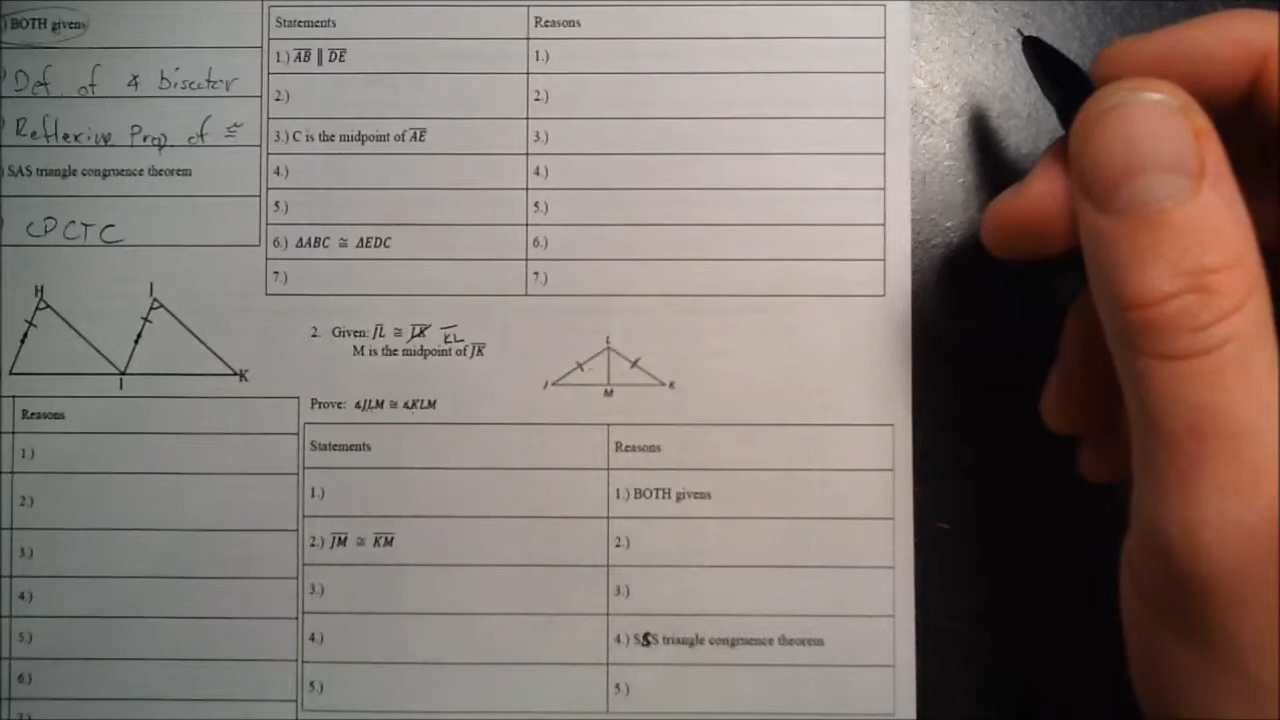 ) BOTH givens
) Def. of ∡ bisector
) Reflexive Prop. of ≅
) SAS triangle congruence theorem
) CPCTC
Statements Reasons
1.) AB ∥ DE 1.)
2.) 2.)
3.) C is the midpoint of AE 3.)
4.) 4.)
5.) 5.)
6.) ΔABC ≅ ΔEDC 6.)
7.) 7.)
H
I
K
Reasons
1.)
2.)
3.)
4.)
5.)
6.)
2. Given: JL ≅ KL
M is the midpoint of JK
L
J
M
K
Prove: ∡JLM ≅ ∡KLM
Statements Reasons
1.) 1.) BOTH givens
2.) JM ≅ KM 2.)
3.) 3.)
4.) 4.) SSS triangle congruence theorem
5.) 5.)